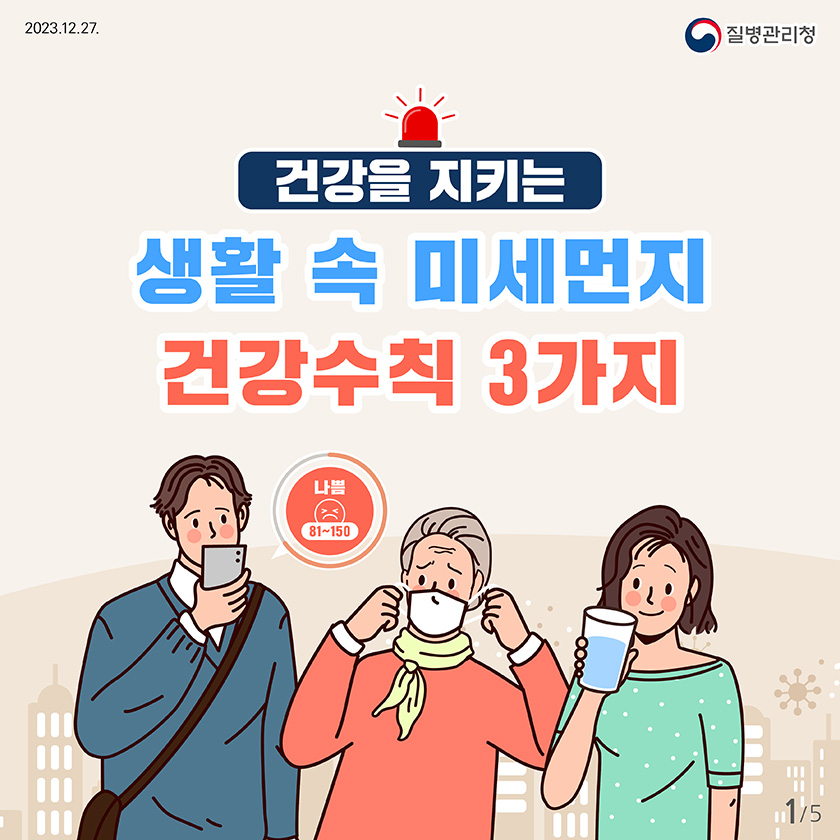 2023.12.27.
질병관리청
건강을 지키는
생활 속 미세먼지
건강수칙 3가지
나쁨
81~150
1/5